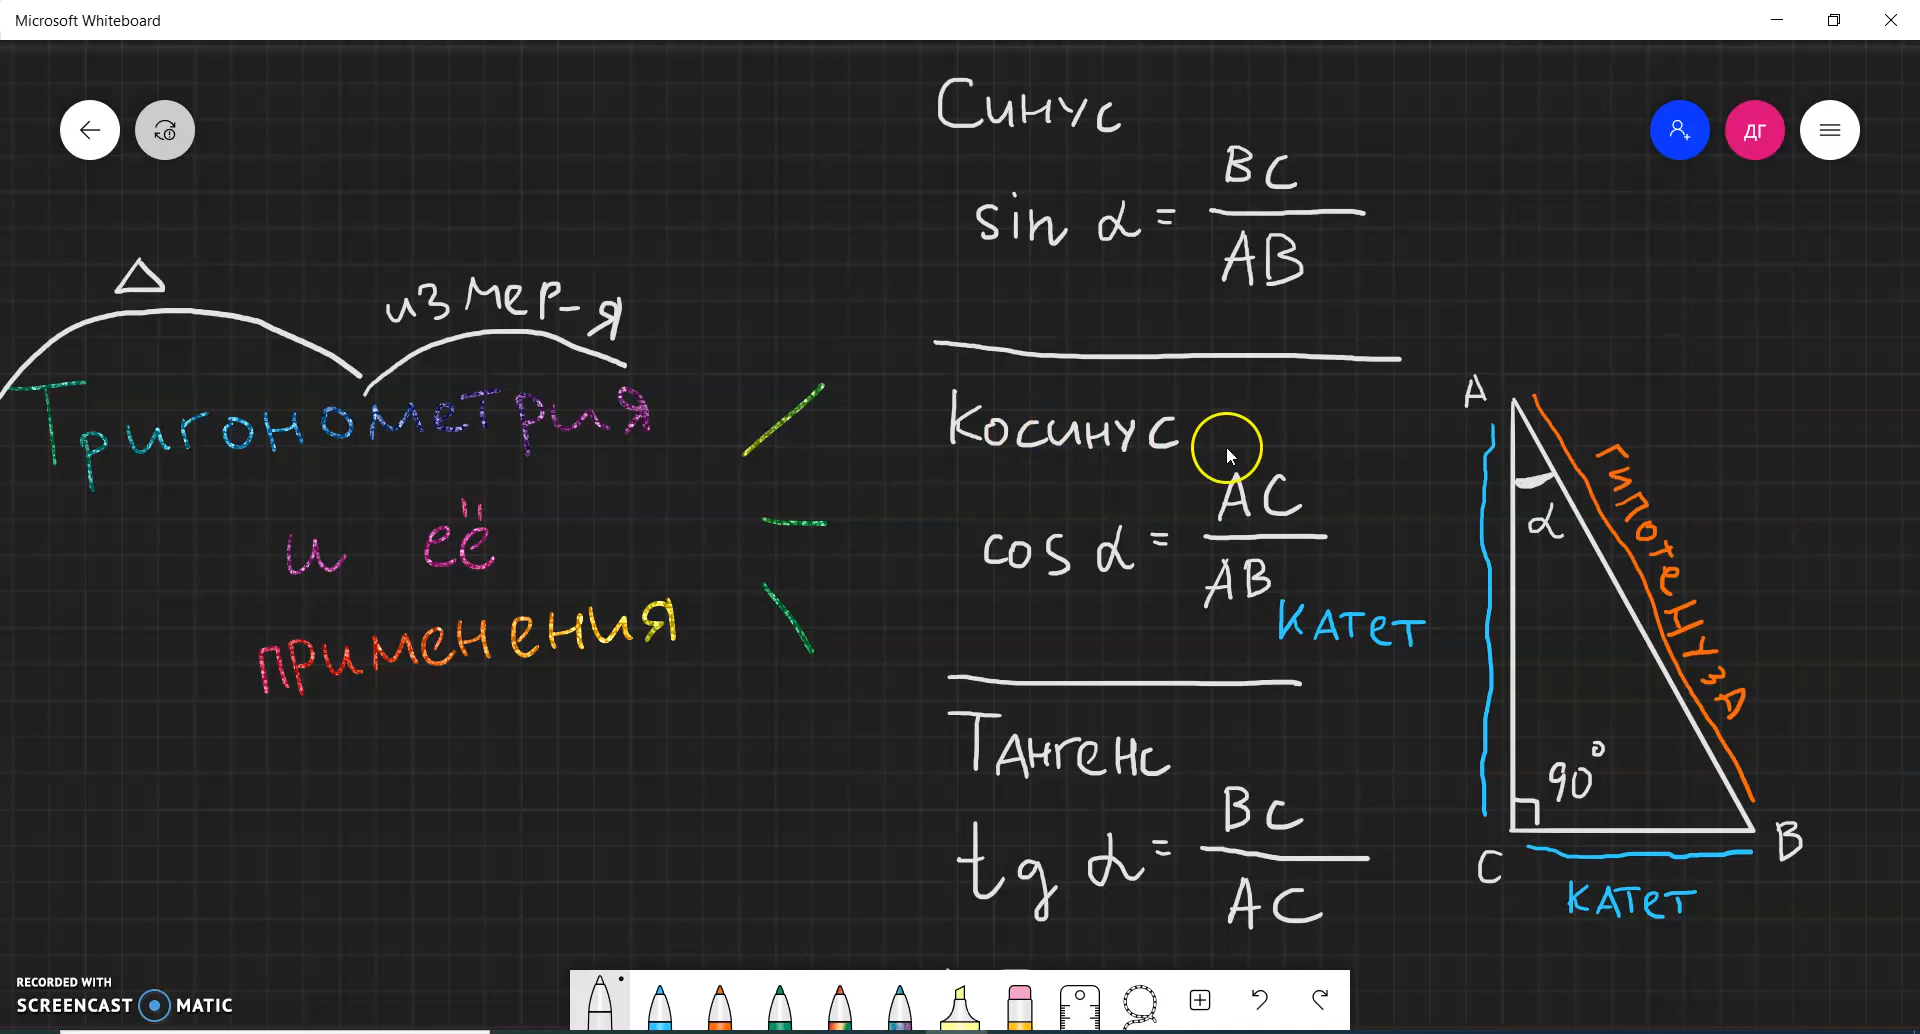 Microsoft Whiteboard
ДГ
△
измер-я
Тригонометрия
и её
применения
Синус
sin α = BC / AB
Косинус
cos α = AC / AB
Тангенс
tg α = BC / AC
A
α
гипотенуза
катет
90°
C
B
катет
RECORDED WITH
SCREENCAST MATIC